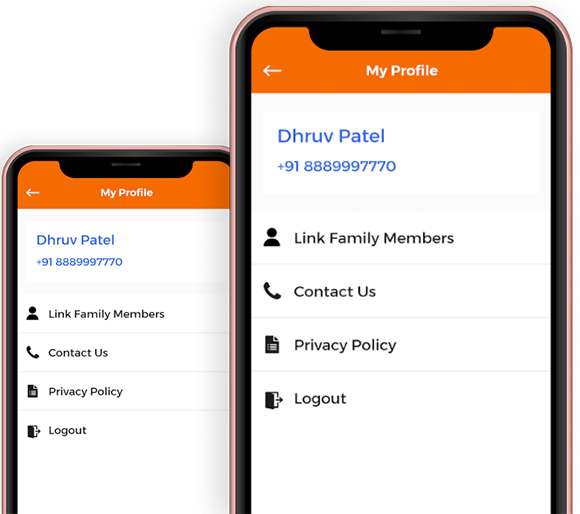 My Profile
Dhruv Patel
+91 8889997770
Link Family Members
Contact Us
Privacy Policy
Logout
My Profile
Dhruv Patel
+91 8889997770
Link Family Members
Contact Us
Privacy Policy
Logout